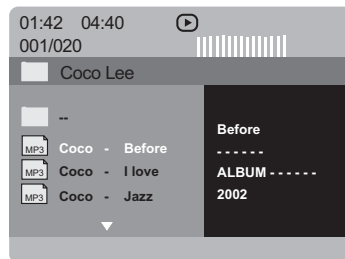 01:42 04:40
001/020
Coco Lee
--
MP3 Coco - Before
MP3 Coco - I love
MP3 Coco - Jazz
Before
- - - - - -
ALBUM - - - - - -
2002